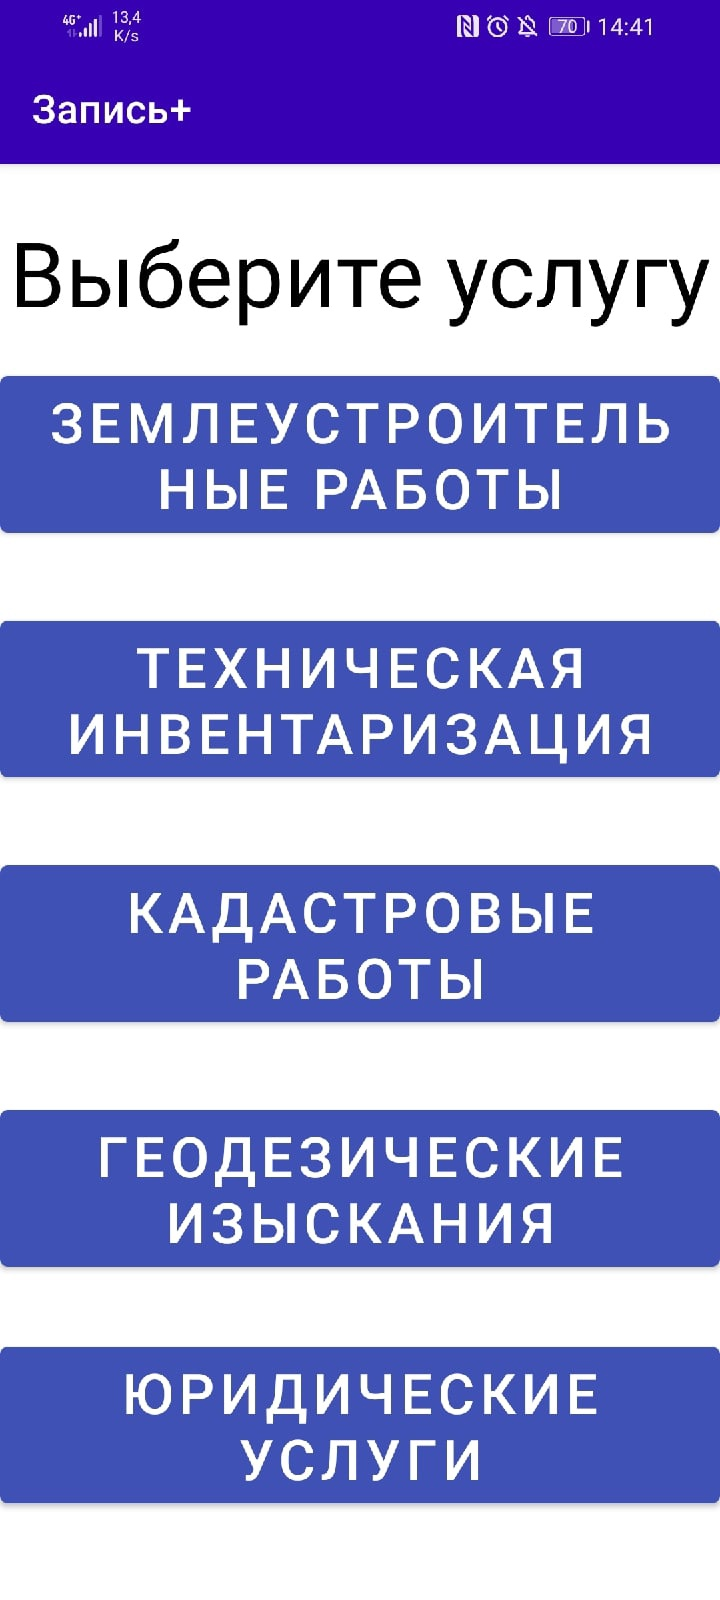 4G+ 13,4
K/s
70 14:41
Запись+
Выберите услугу
ЗЕМЛЕУСТРОИТЕЛЬ
НЫЕ РАБОТЫ
ТЕХНИЧЕСКАЯ
ИНВЕНТАРИЗАЦИЯ
КАДАСТРОВЫЕ
РАБОТЫ
ГЕОДЕЗИЧЕСКИЕ
ИЗЫСКАНИЯ
ЮРИДИЧЕСКИЕ
УСЛУГИ